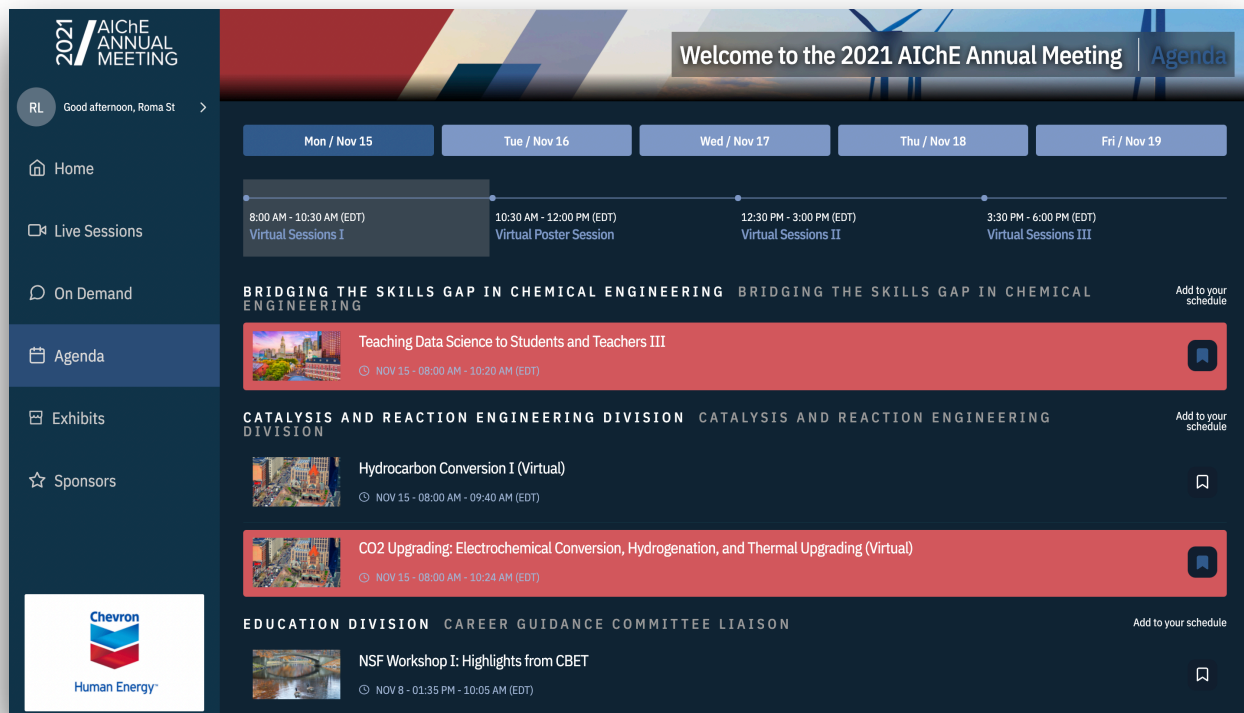 2021
AIChE
ANNUAL
MEETING
RL Good afternoon, Roma St
Home
Live Sessions
On Demand
Agenda
Exhibits
Sponsors
Chevron
Human Energy™
Welcome to the 2021 AIChE Annual Meeting Agenda
Mon / Nov 15 Tue / Nov 16 Wed / Nov 17 Thu / Nov 18 Fri / Nov 19
8:00 AM - 10:30 AM (EDT) 10:30 AM - 12:00 PM (EDT) 12:30 PM - 3:00 PM (EDT) 3:30 PM - 6:00 PM (EDT)
Virtual Sessions I Virtual Poster Session Virtual Sessions II Virtual Sessions III
BRIDGING THE SKILLS GAP IN CHEMICAL ENGINEERING BRIDGING THE SKILLS GAP IN CHEMICAL
ENGINEERING
Add to your
schedule
Teaching Data Science to Students and Teachers III
NOV 15 - 08:00 AM - 10:20 AM (EDT)
CATALYSIS AND REACTION ENGINEERING DIVISION CATALYSIS AND REACTION ENGINEERING
DIVISION
Add to your
schedule
Hydrocarbon Conversion I (Virtual)
NOV 15 - 08:00 AM - 09:40 AM (EDT)
CO2 Upgrading: Electrochemical Conversion, Hydrogenation, and Thermal Upgrading (Virtual)
NOV 15 - 08:00 AM - 10:24 AM (EDT)
EDUCATION DIVISION CAREER GUIDANCE COMMITTEE LIAISON Add to your schedule
NSF Workshop I: Highlights from CBET
NOV 8 - 01:35 PM - 10:05 AM (EDT)